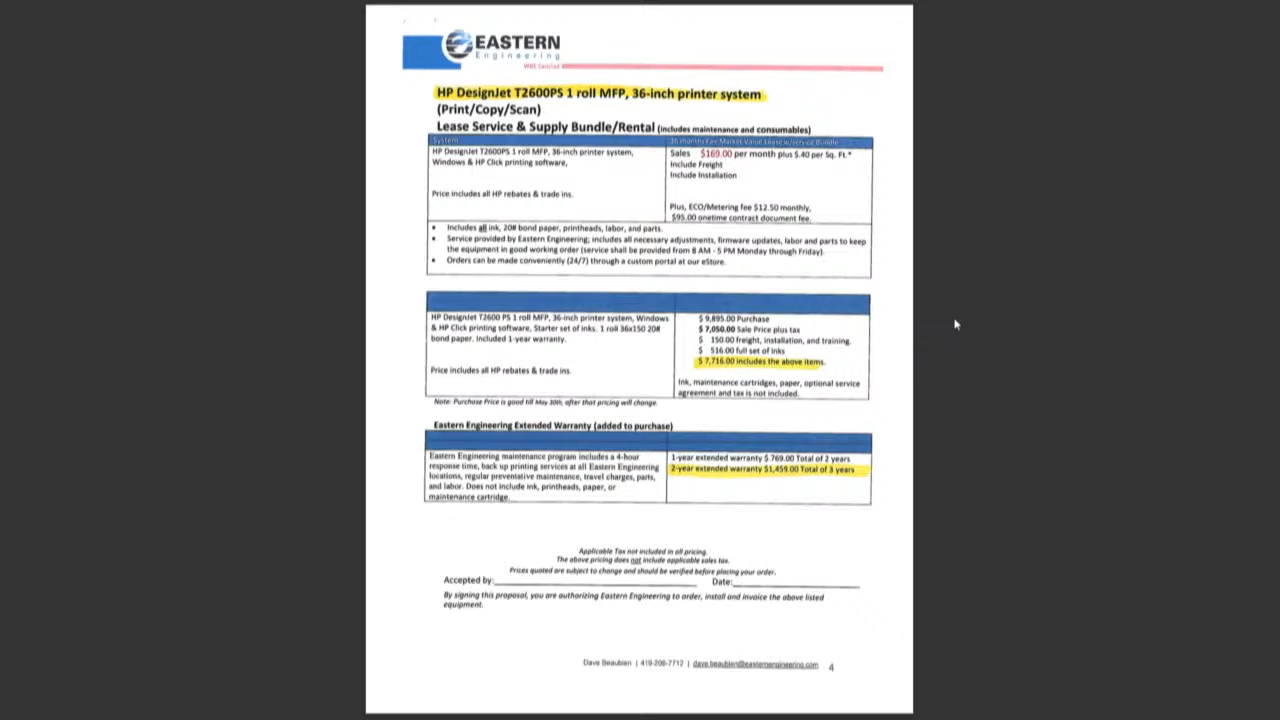 EASTERN
Engineering
WBE Certified
HP DesignJet T2600PS 1 roll MFP, 36-inch printer system
(Print/Copy/Scan)
Lease Service & Supply Bundle/Rental (includes maintenance and consumables)
System 36 months Fair Market Value Lease w/service Bundle
HP DesignJet T2600PS 1 roll MFP, 36-inch printer system,
Windows & HP Click printing software,
Price includes all HP rebates & trade ins.
Sales $169.00 per month plus $.40 per Sq. Ft.*
Include Freight
Include Installation
Plus, ECO/Metering fee $12.50 monthly,
$95.00 onetime contract document fee.
• Includes all ink, 20# bond paper, printheads, labor, and parts.
• Service provided by Eastern Engineering; includes all necessary adjustments, firmware updates, labor and parts to keep
the equipment in good working order (service shall be provided from 8 AM - 5 PM Monday through Friday).
• Orders can be made conveniently (24/7) through a custom portal at our eStore.
HP DesignJet T2600 PS 1 roll MFP, 36-inch printer system, Windows
& HP Click printing software, Starter set of inks. 1 roll 36x150 20#
bond paper. Included 1-year warranty.
Price includes all HP rebates & trade ins.
$ 9,895.00 Purchase
$ 7,050.00 Sale Price plus tax
$ 150.00 freight, installation, and training.
$ 516.00 full set of inks
$ 7,716.00 includes the above items.
Ink, maintenance cartridges, paper, optional service
agreement and tax is not included.
Note: Purchase Price is good till May 30th, after that pricing will change.
Eastern Engineering Extended Warranty (added to purchase)
Eastern Engineering maintenance program includes a 4-hour
response time, back up printing services at all Eastern Engineering
locations, regular preventative maintenance, travel charges, parts,
and labor. Does not include ink, printheads, paper, or
maintenance cartridge.
1-year extended warranty $ 769.00 Total of 2 years
2-year extended warranty $1,459.00 Total of 3 years
Applicable Tax not included in all pricing.
The above pricing does not include applicable sales tax.
Prices quoted are subject to change and should be verified before placing your order.
Accepted by: Date:
By signing this proposal, you are authorizing Eastern Engineering to order, install and invoice the above listed
equipment.
Dave Beaubien | 419-206-7712 | dave.beaubien@easternengineering.com 4